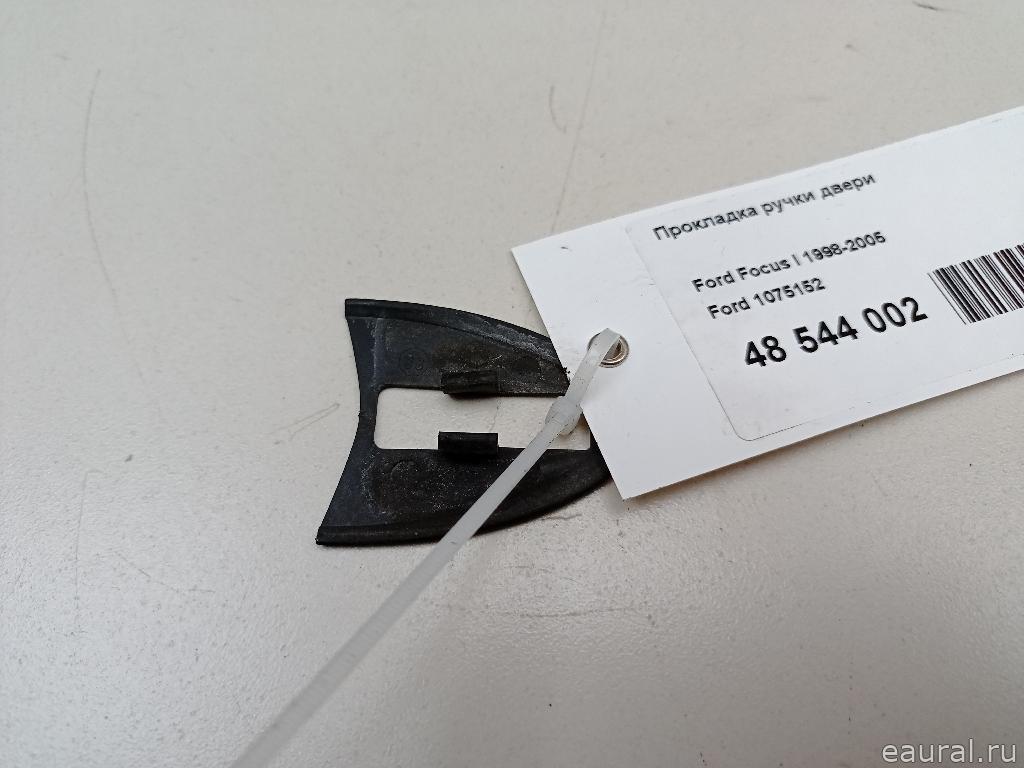 Прокладка ручки двери
Ford Focus I 1998-2005
Ford 1075152
48 544 002
eaural.ru